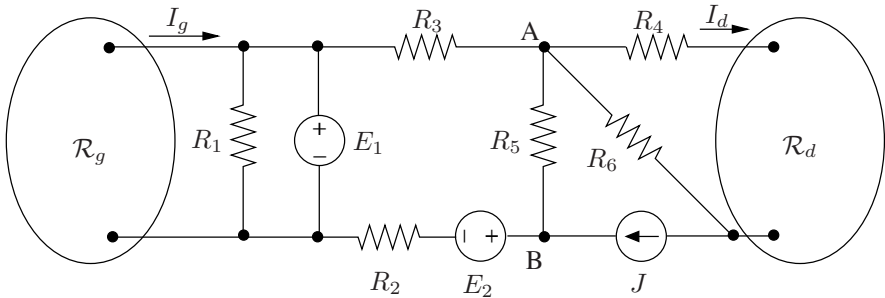 I_g
R_3
A
R_4
I_d
R_g
R_1
+
−
E_1
R_5
R_6
R_d
R_2
−
+
E_2
B
J